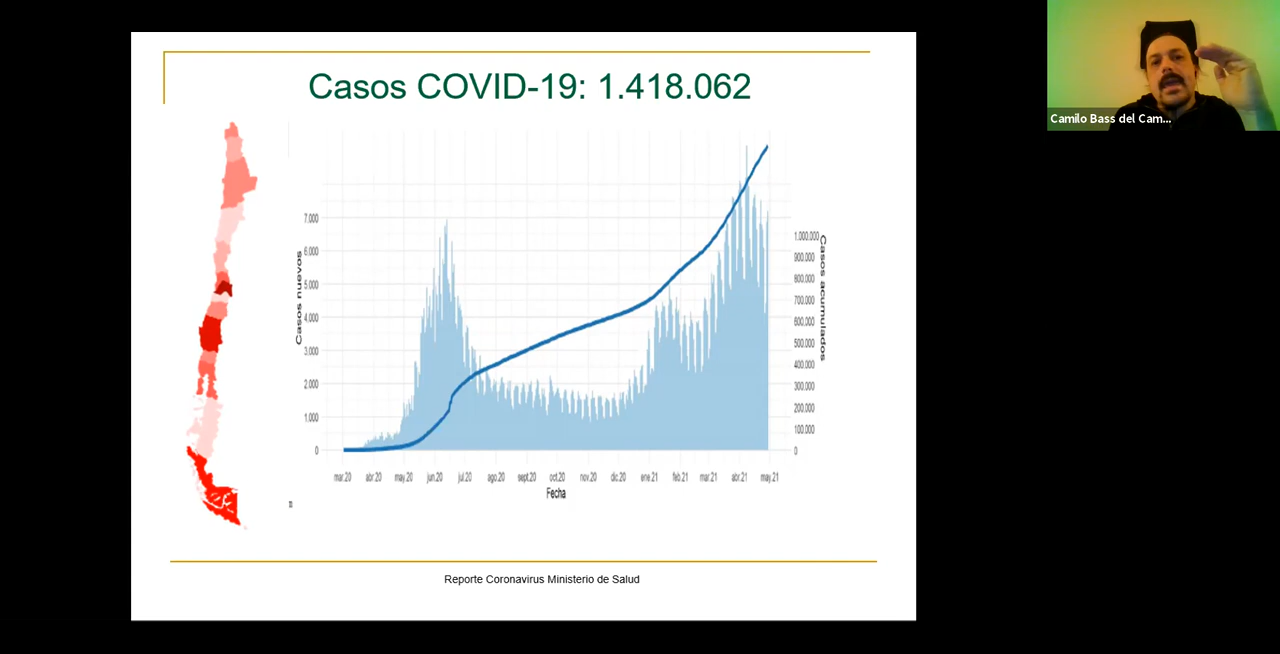 Casos COVID-19: 1.418.062
Camilo Bass del Cam...
Casos nuevos
7.000
6.000
5.000
4.000
3.000
2.000
1.000
0
Casos acumulados
1.000.000
900.000
800.000
700.000
600.000
500.000
400.000
300.000
200.000
100.000
0
mar.20 abr.20 may.20 jun.20 jul.20 ago.20 sept.20 oct.20 nov.20 dic.20 ene.21 feb.21 mar.21 abr.21 may.21
Fecha
Reporte Coronavirus Ministerio de Salud